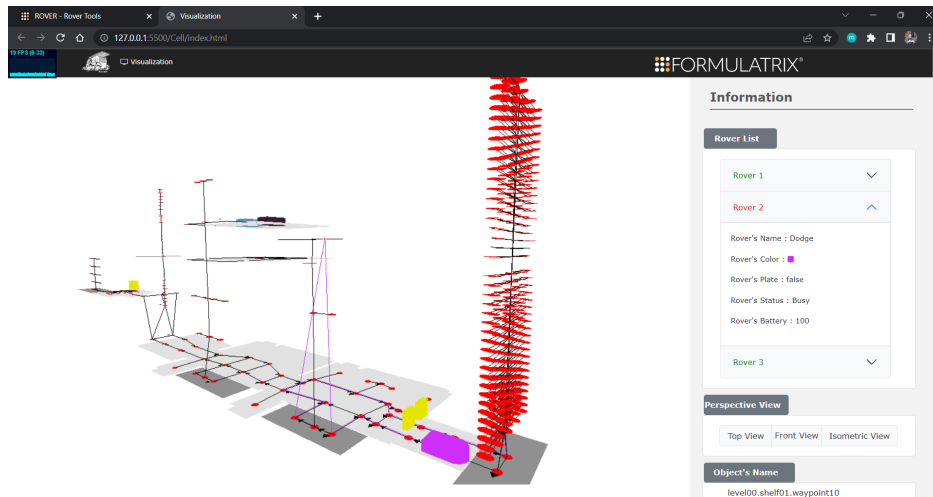 ROVER - Rover Tools
Visualization
127.0.0.1:5500/Cell/index.html
19 FPS (0-33)
Visualization
FORMULATRIX®
Information
Rover List
Rover 1
Rover 2
Rover's Name : Dodge
Rover's Color :
Rover's Plate : false
Rover's Status : Busy
Rover's Battery : 100
Rover 3
Perspective View
Top View Front View Isometric View
Object's Name
level00.shelf01.waypoint10